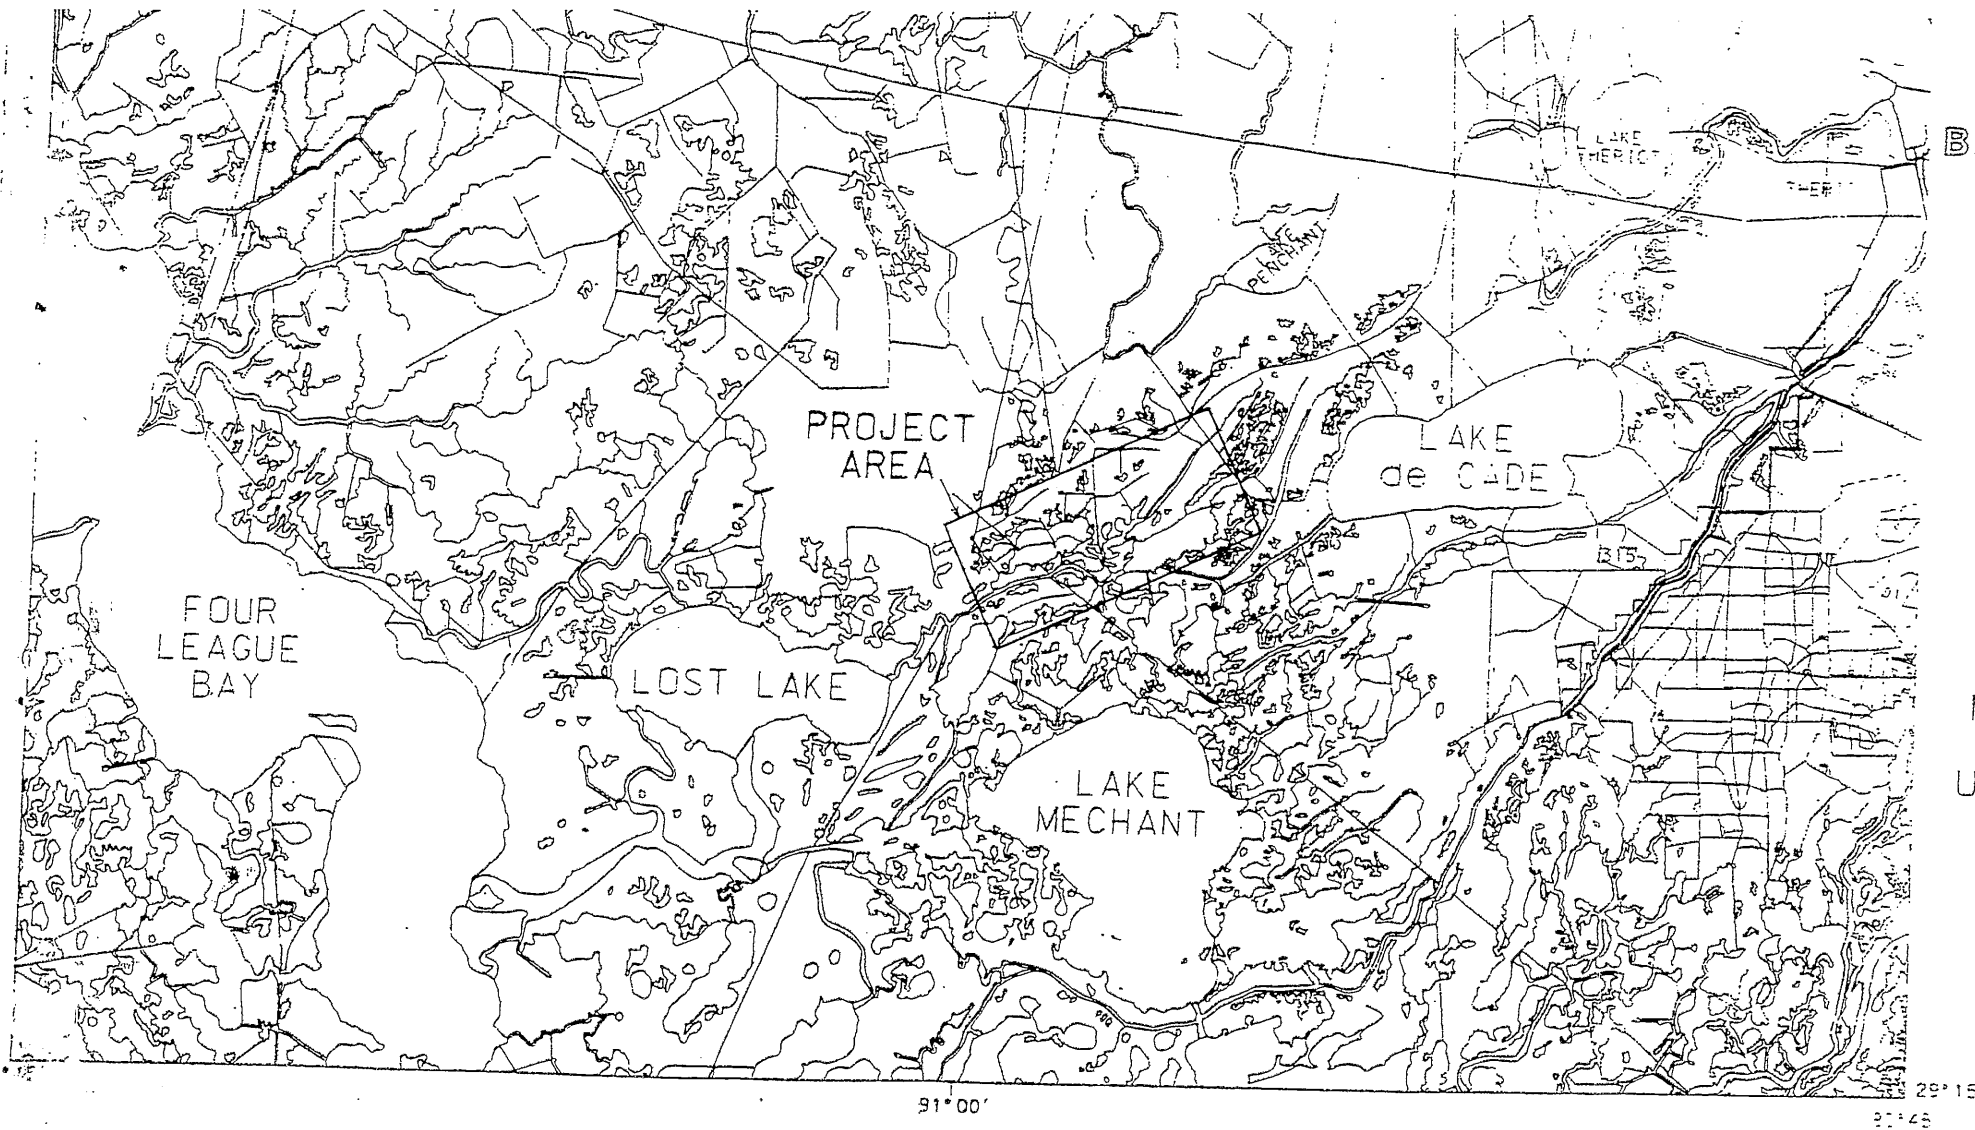 B
LAKE
THERIOT
LAKE
PENCHANT
PROJECT
AREA
LAKE
de CADE
315
FOUR
LEAGUE
BAY
LOST LAKE
LAKE
MECHANT
U
91°00'
29°15